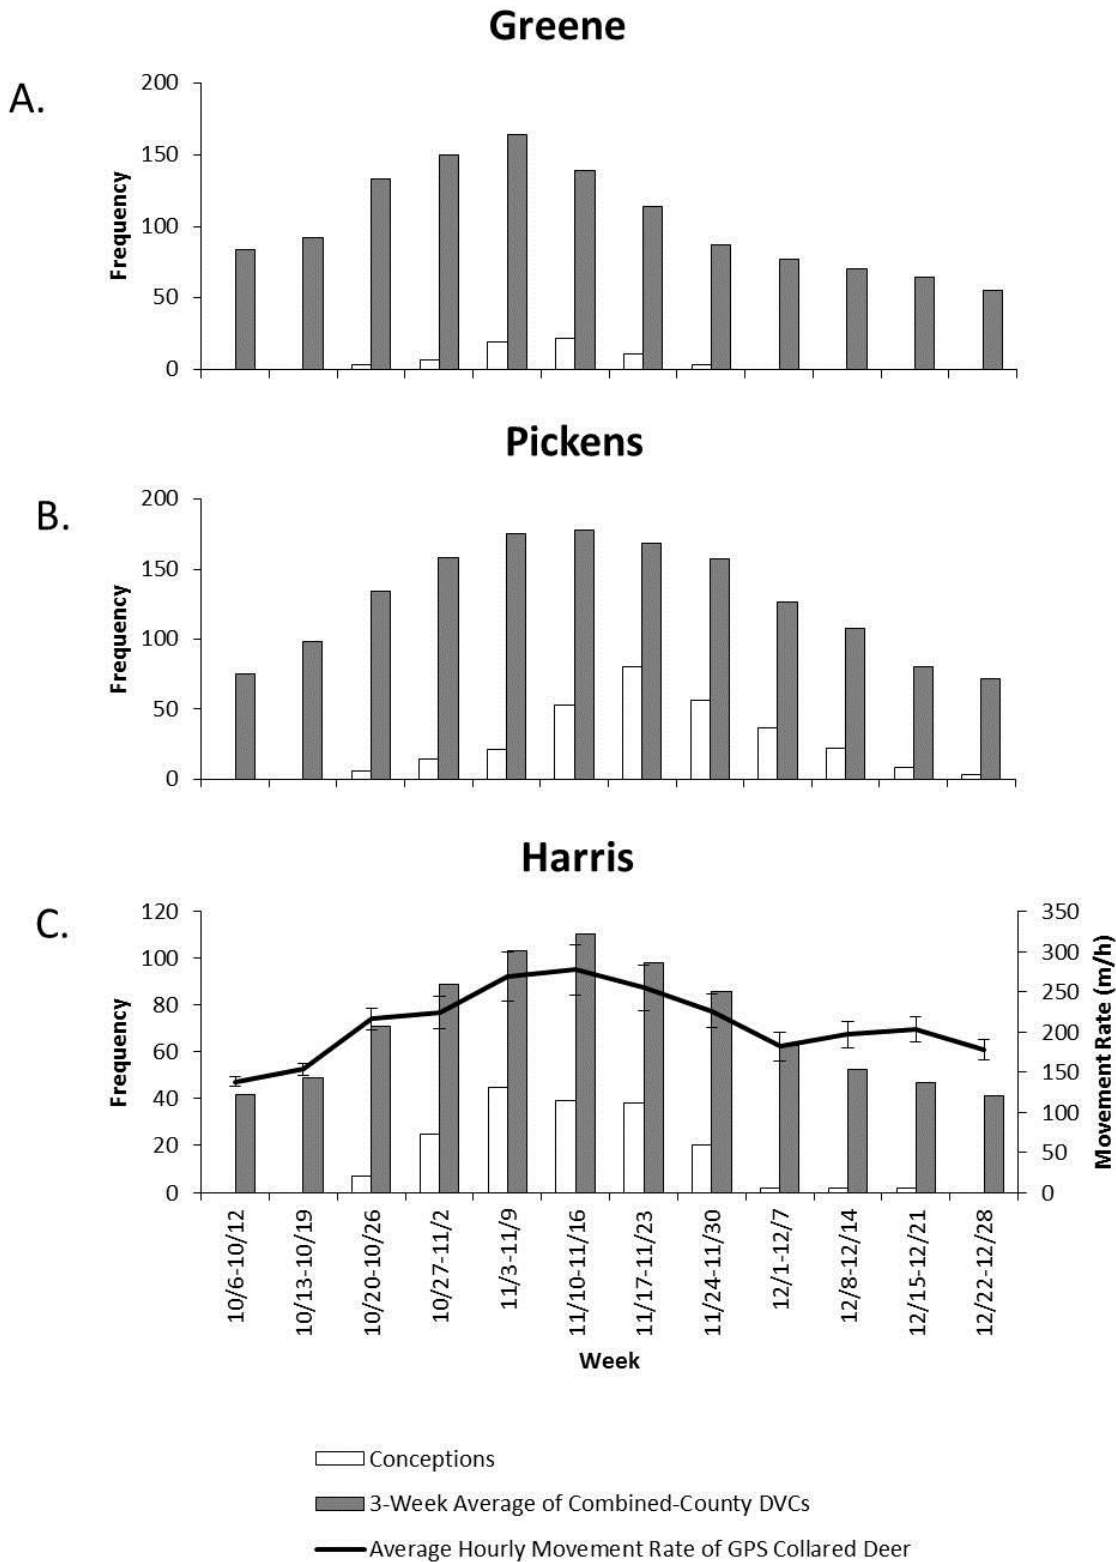 Greene
A.
200
150
100
50
0
Frequency
Pickens
B.
200
150
100
50
0
Frequency
Harris
C.
120
100
80
60
40
20
0
Frequency
350
300
250
200
150
100
50
0
Movement Rate (m/h)
10/6-10/12
10/13-10/19
10/20-10/26
10/27-11/2
11/3-11/9
11/10-11/16
11/17-11/23
11/24-11/30
12/1-12/7
12/8-12/14
12/15-12/21
12/22-12/28
Week
Conceptions
3-Week Average of Combined-County DVCs
Average Hourly Movement Rate of GPS Collared Deer